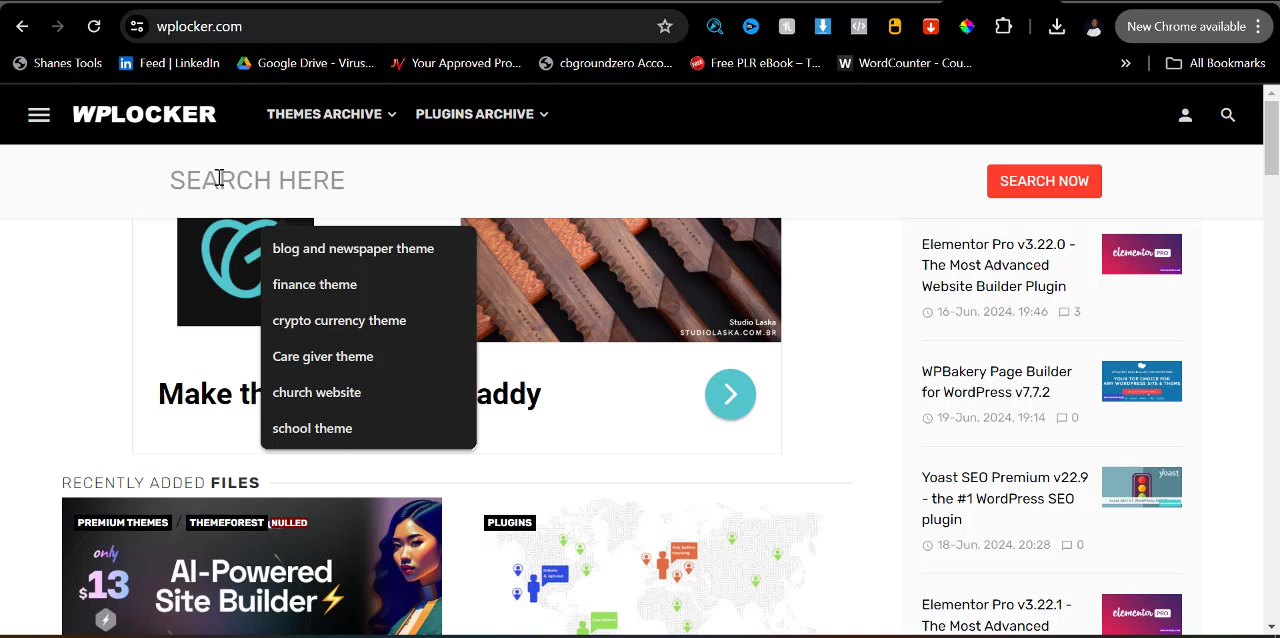 wplocker.com
New Chrome available
Shanes Tools
Feed | LinkedIn
Google Drive - Virus...
Your Approved Pro...
cbgroundzero Acco...
Free PLR eBook – T...
WordCounter - Cou...
All Bookmarks
WPLOCKER
THEMES ARCHIVE
PLUGINS ARCHIVE
SEARCH HERE
SEARCH NOW
blog and newspaper theme
finance theme
crypto currency theme
Care giver theme
church website
school theme
Studio Laska
STUDIOLASKA.COM.BR
Make th
addy
RECENTLY ADDED FILES
PREMIUM THEMES / THEMEFOREST NULLED
only
$13
AI-Powered
Site Builder
PLUGINS
Elementor Pro v3.22.0 -
The Most Advanced
Website Builder Plugin
16-Jun, 2024, 19:46 3
elementor PRO
WPBakery Page Builder
for WordPress v7.7.2
19-Jun, 2024, 19:14 0
Yoast SEO Premium v22.9
- the #1 WordPress SEO
plugin
18-Jun, 2024, 20:28 0
yoast
Elementor Pro v3.22.1 -
The Most Advanced
elementor PRO